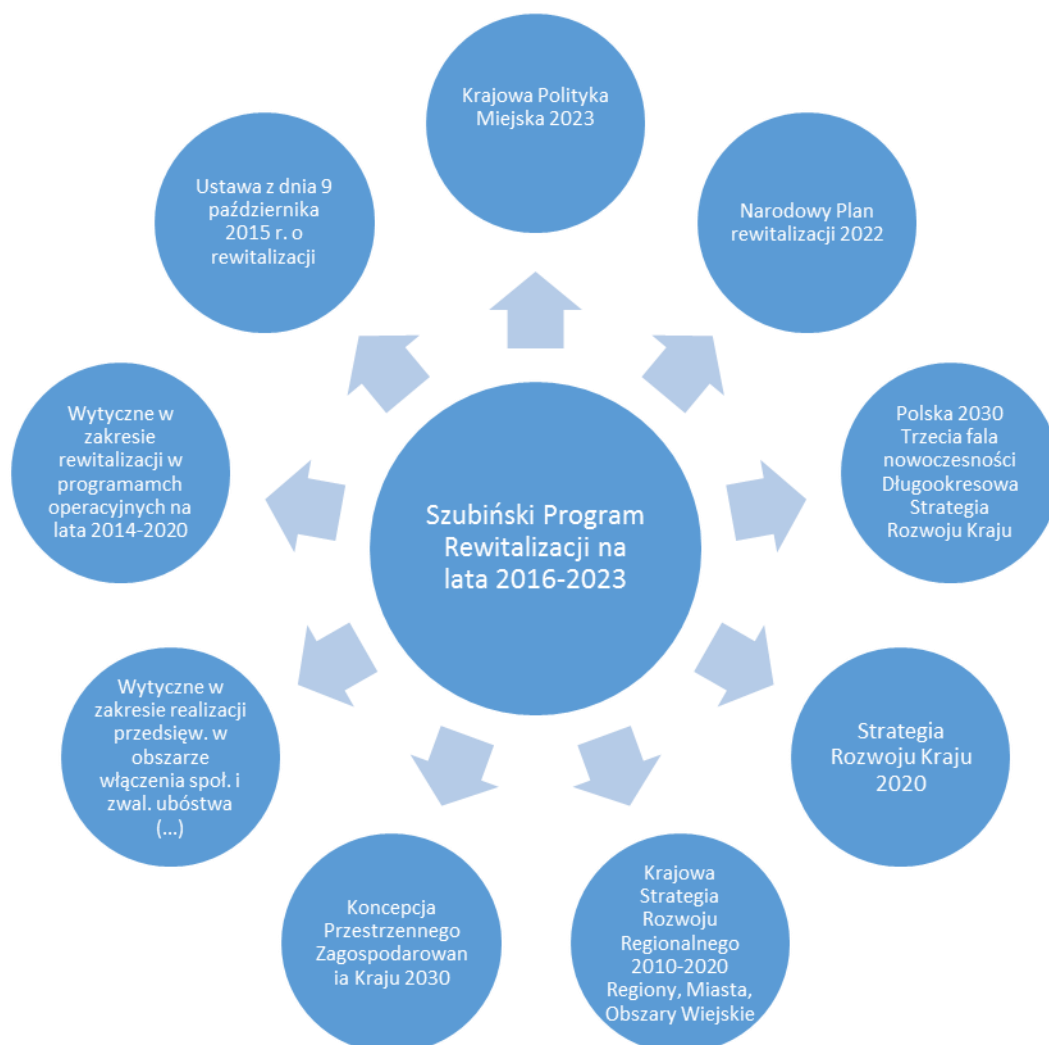 Krajowa Polityka
Miejska 2023
Narodowy Plan
rewitalizacji 2022
Polska 2030
Trzecia fala
nowoczesności
Długookresowa
Strategia
Rozwoju Kraju
Strategia
Rozwoju Kraju
2020
Krajowa
Strategia
Rozwoju
Regionalnego
2010-2020
Regiony, Miasta,
Obszary Wiejskie
Koncepcja
Przestrzennego
Zagospodarowan
ia Kraju 2030
Wytyczne w
zakresie realizacji
przedsięw. w
obszarze
włączenia społ. i
zwal. ubóstwa
(...)
Wytyczne w
zakresie
rewitalizacji w
programamch
operacyjnych na
lata 2014-2020
Ustawa z dnia 9
października
2015 r. o
rewitalizacji
Szubiński Program
Rewitalizacji na
lata 2016-2023